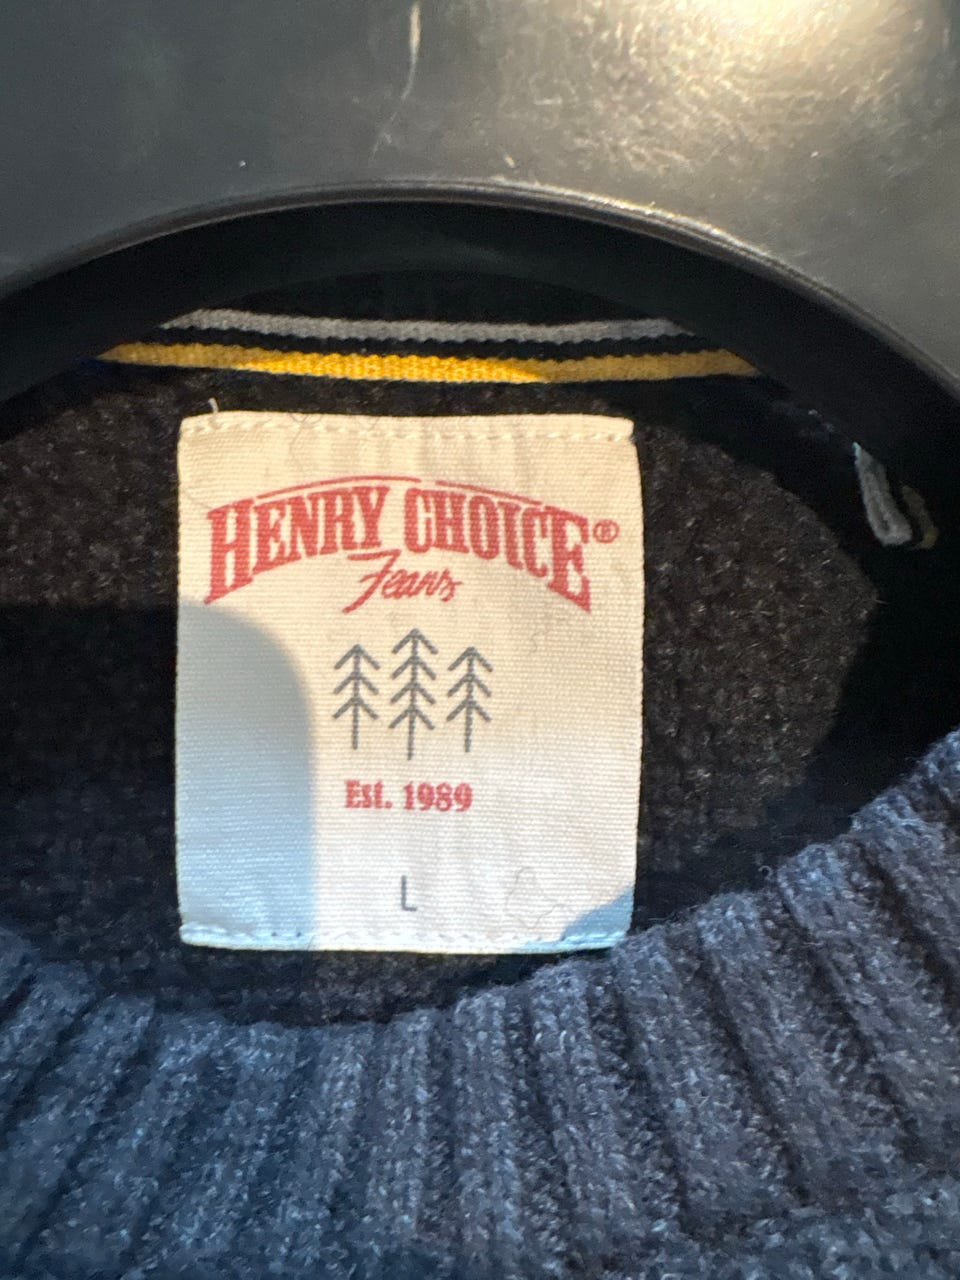 HENRY CHOICE®
Jeans
Est. 1989
L